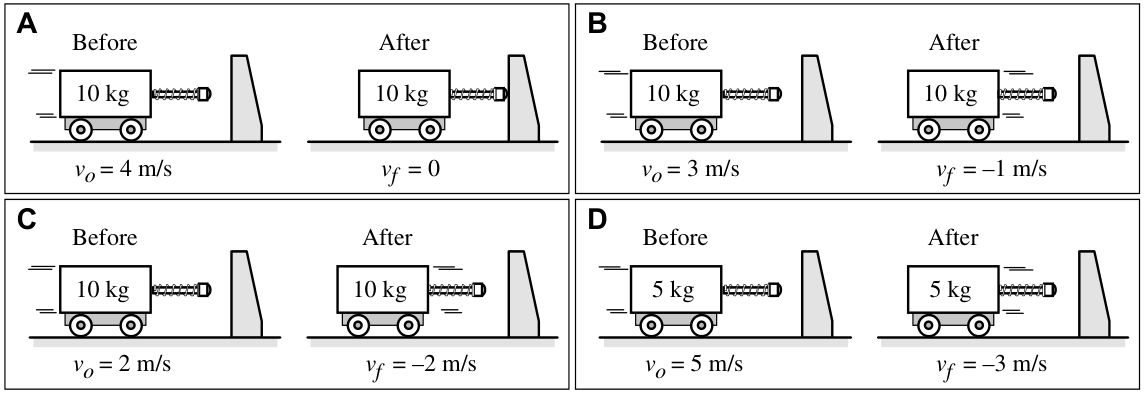 A
Before
After
10 kg
10 kg
v_o = 4 m/s
v_f = 0
B
Before
After
10 kg
10 kg
v_o = 3 m/s
v_f = –1 m/s
C
Before
After
10 kg
10 kg
v_o = 2 m/s
v_f = –2 m/s
D
Before
After
5 kg
5 kg
v_o = 5 m/s
v_f = –3 m/s